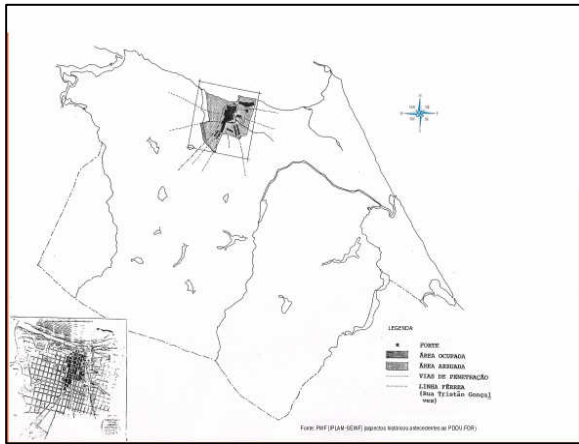 LEGENDA
FORTE
ÁREA OCUPADA
ÁREA ARRUADA
VIAS DE PENETRAÇÃO
LINHA FÉRREA
(Rua Tristão Gonçal
ves)
Fonte: PMF (IPLAM-SEINF) (aspectos históricos antecedentes ao PDDU.FOR)